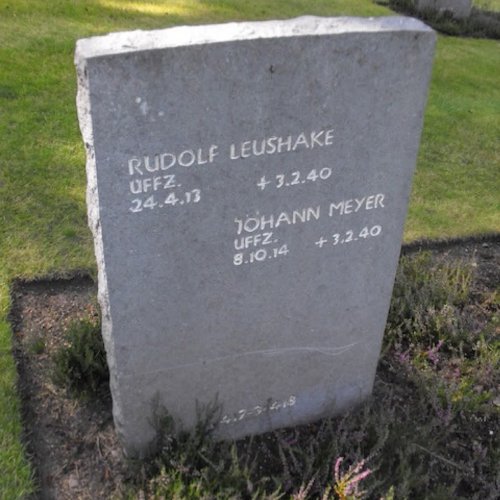 RUDOLF LEUSHAKE
UFFZ.
24.4.13 +3.2.40
JOHANN MEYER
UFFZ.
8.10.14 +3.2.40